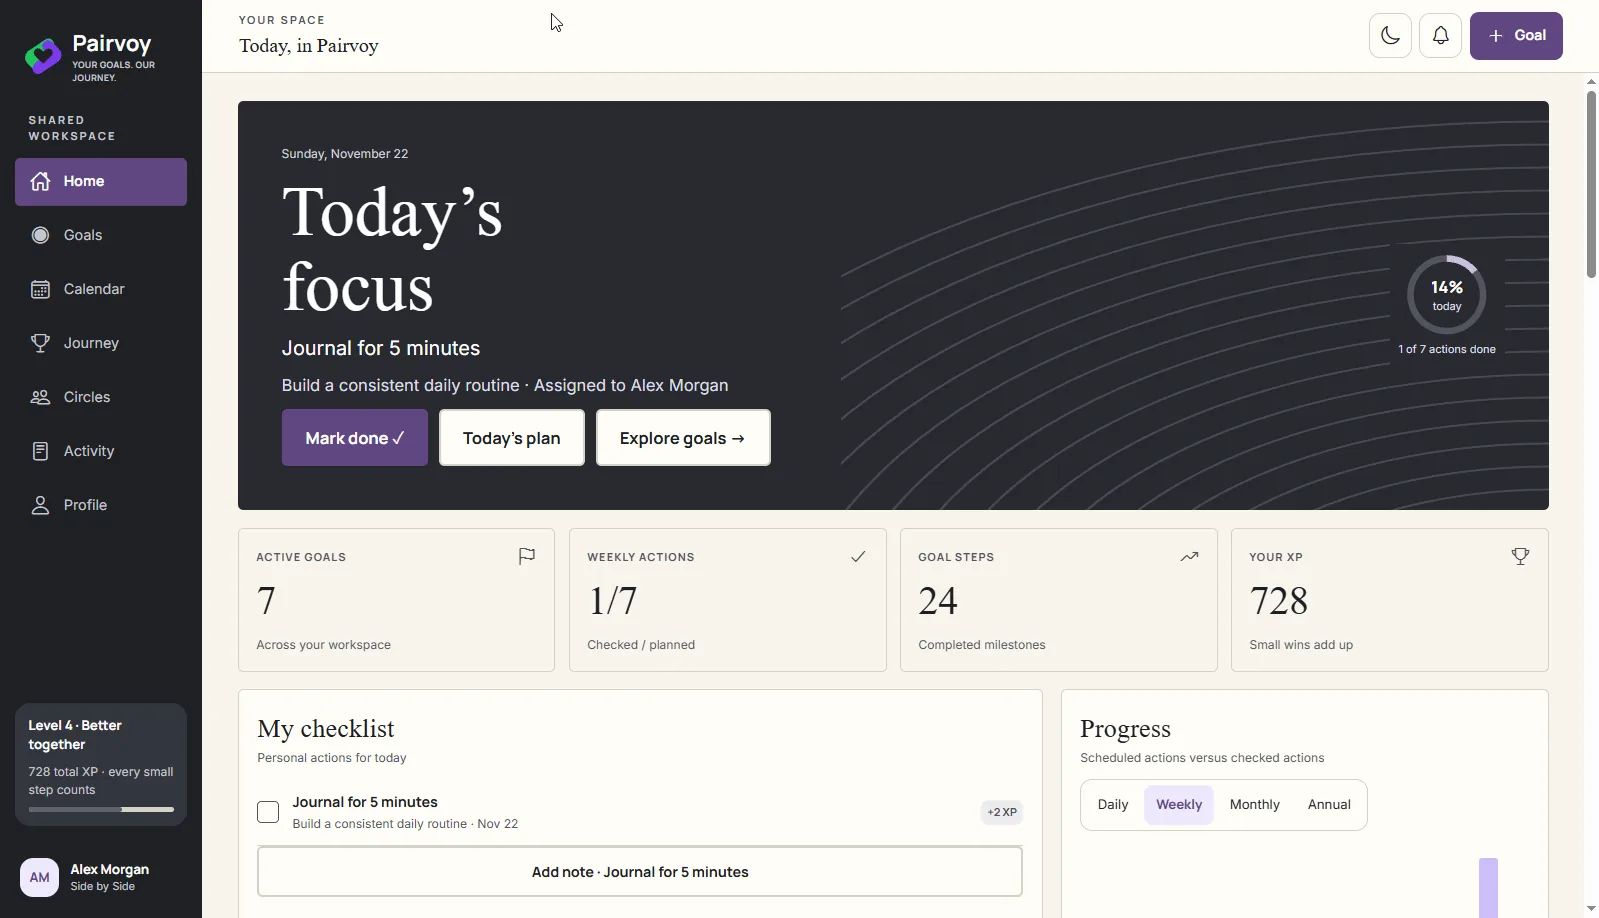 Pairvoy
YOUR GOALS. OUR
JOURNEY.
SHARED
WORKSPACE
Home
Goals
Calendar
Journey
Circles
Activity
Profile
Level 4 · Better
together
728 total XP · every small
step counts
AM
Alex Morgan
Side by Side
YOUR SPACE
Today, in Pairvoy
+ Goal
Sunday, November 22
Today’s
focus
Journal for 5 minutes
Build a consistent daily routine · Assigned to Alex Morgan
Mark done ✓
Today’s plan
Explore goals →
14%
today
1 of 7 actions done
ACTIVE GOALS
7
Across your workspace
WEEKLY ACTIONS
1/7
Checked / planned
GOAL STEPS
24
Completed milestones
YOUR XP
728
Small wins add up
My checklist
Personal actions for today
Journal for 5 minutes
Build a consistent daily routine · Nov 22
+2 XP
Add note · Journal for 5 minutes
Progress
Scheduled actions versus checked actions
Daily
Weekly
Monthly
Annual